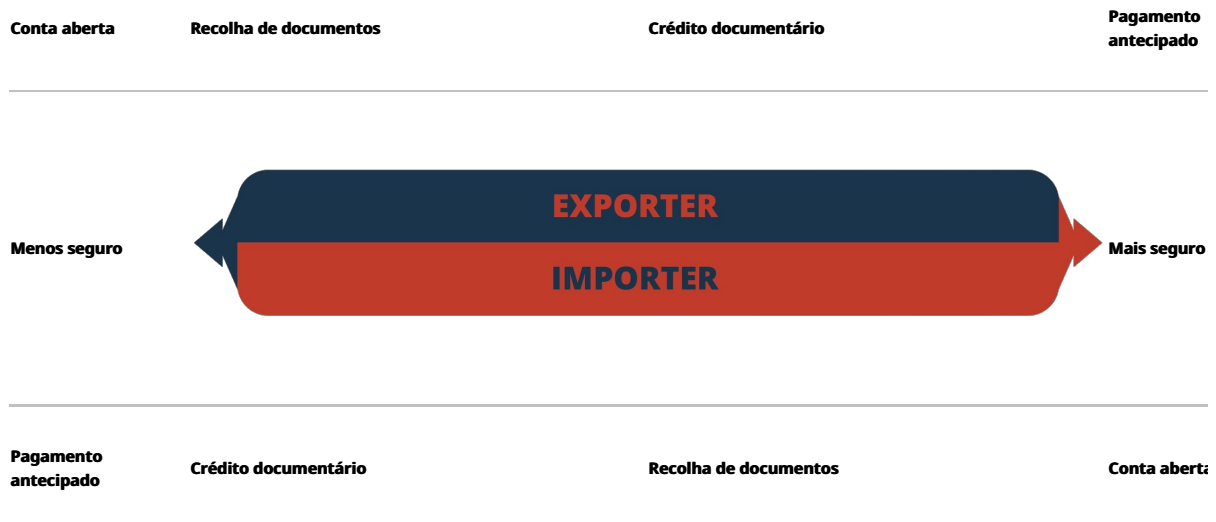 Conta aberta Recolha de documentos Crédito documentário Pagamento antecipado
EXPORTER
Menos seguro Mais seguro
IMPORTER
Pagamento antecipado Crédito documentário Recolha de documentos Conta aberta